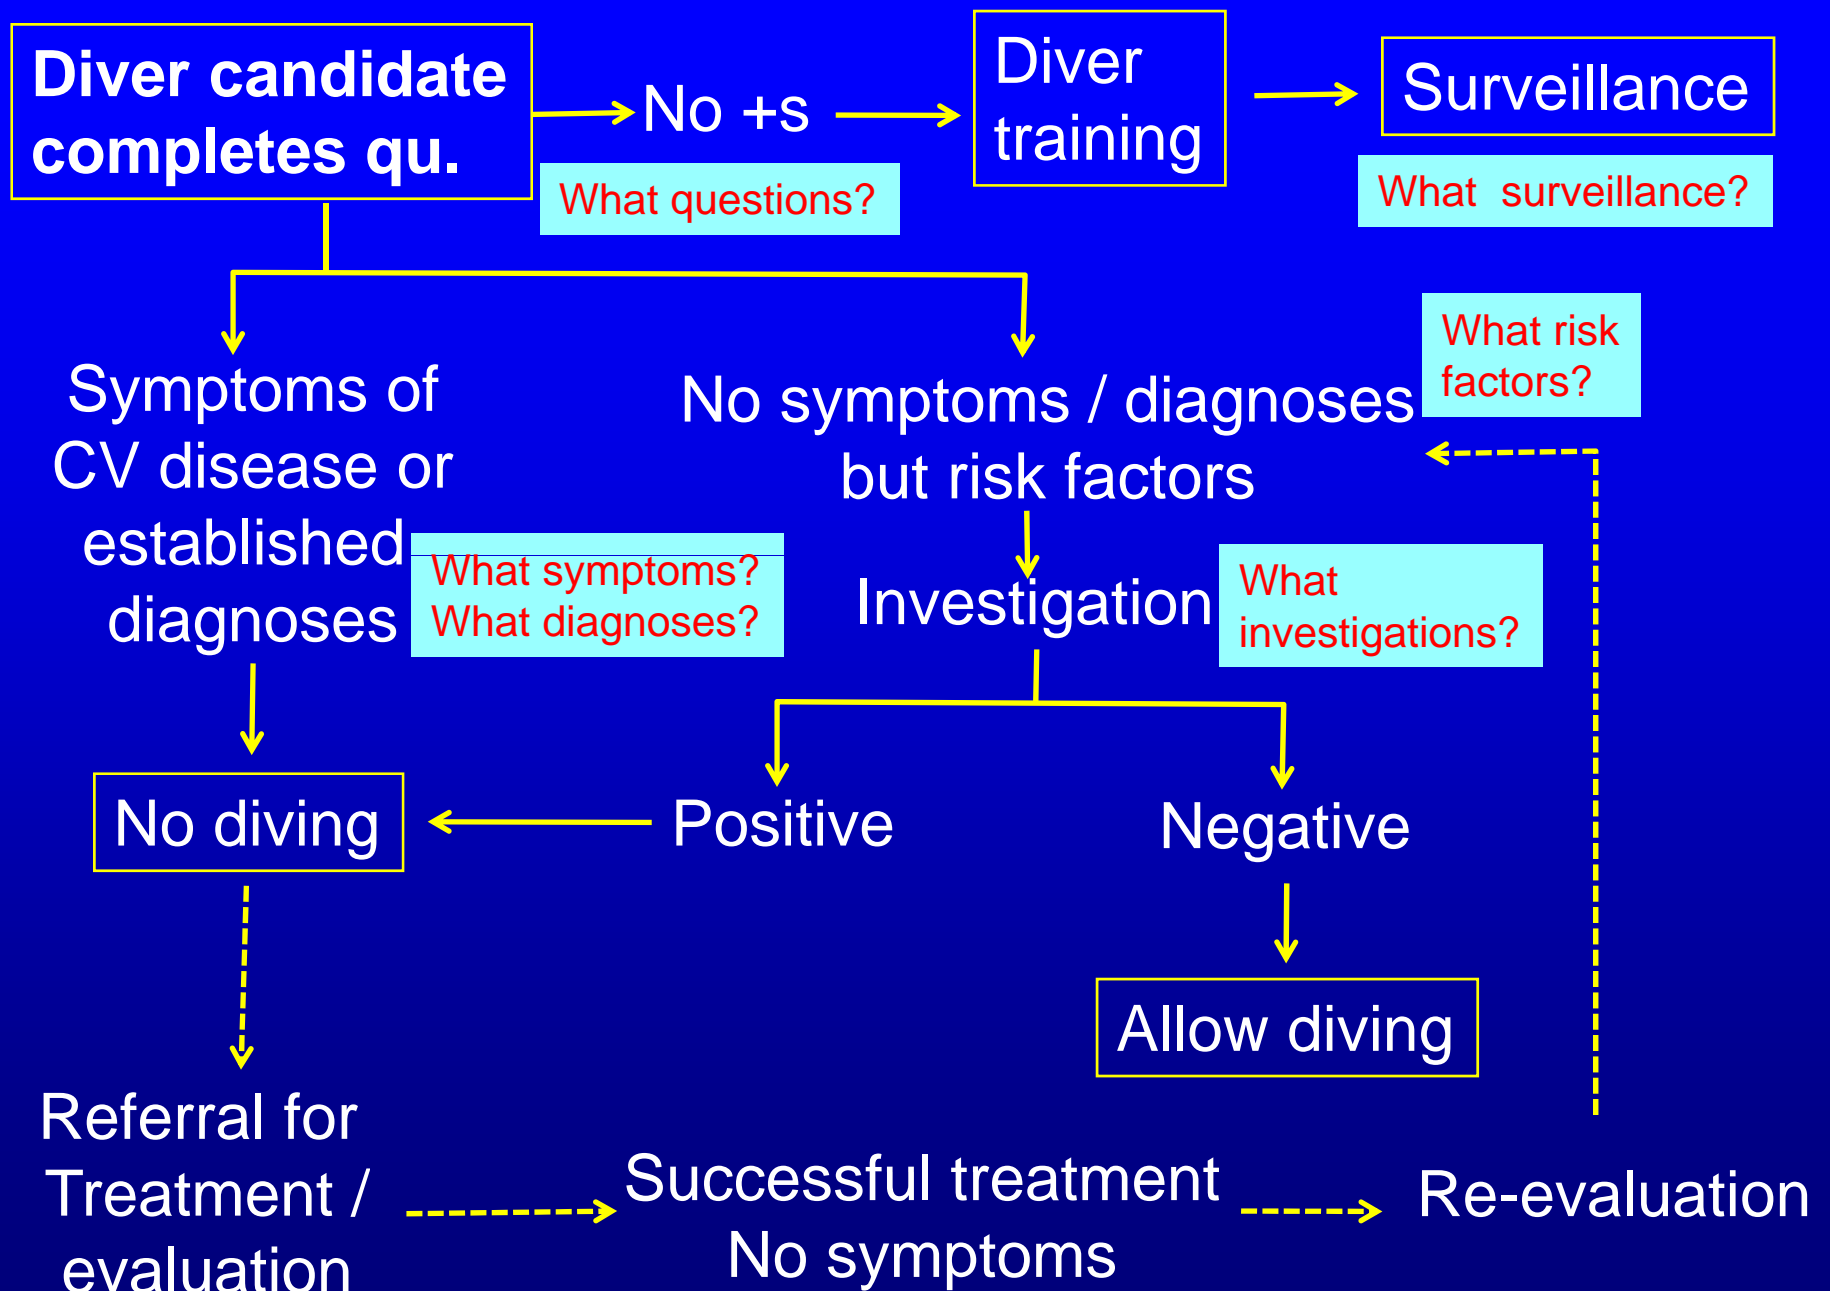 Diver candidate
completes qu.
No +s
What questions?
Diver
training
Surveillance
What surveillance?
Symptoms of
CV disease or
established
diagnoses
What symptoms?
What diagnoses?
No symptoms / diagnoses
but risk factors
What risk
factors?
Investigation
What
investigations?
No diving
Positive
Negative
Allow diving
Referral for
Treatment /
evaluation
Successful treatment
No symptoms
Re-evaluation